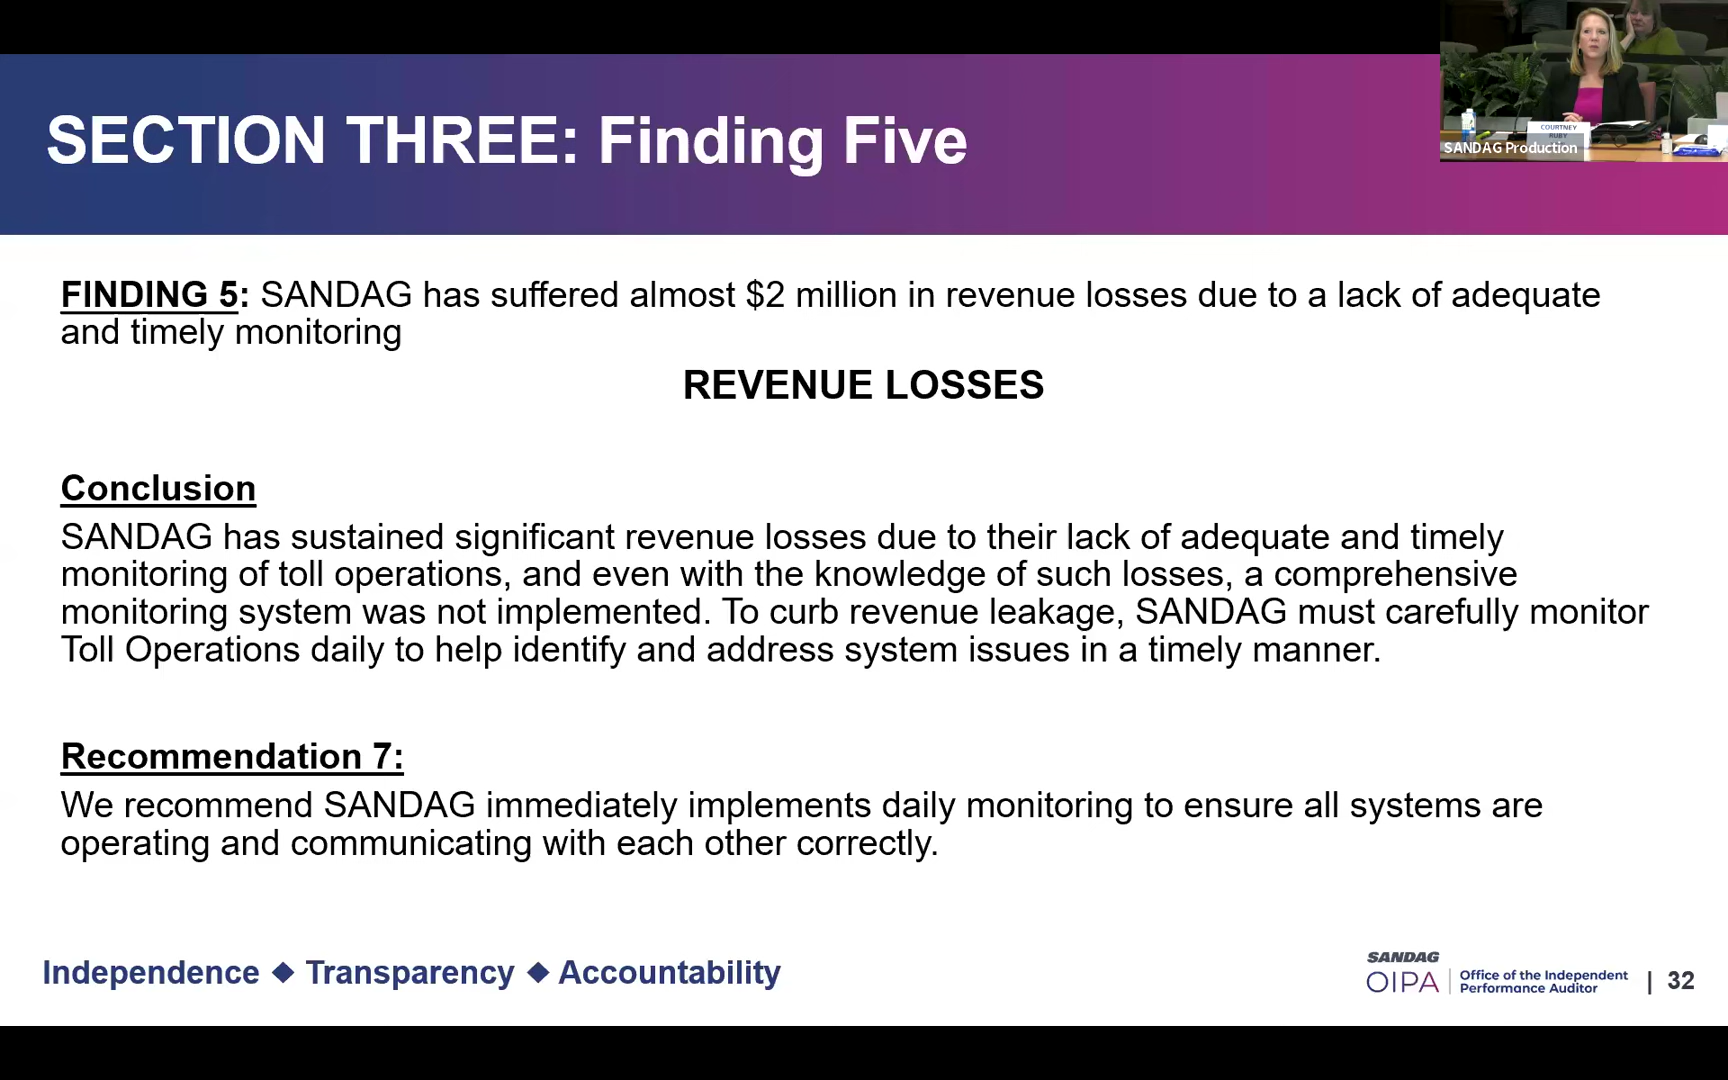 SECTION THREE: Finding Five
COURTNEY
RUBY
SANDAG Production
FINDING 5: SANDAG has suffered almost $2 million in revenue losses due to a lack of adequate
and timely monitoring
REVENUE LOSSES
Conclusion
SANDAG has sustained significant revenue losses due to their lack of adequate and timely
monitoring of toll operations, and even with the knowledge of such losses, a comprehensive
monitoring system was not implemented. To curb revenue leakage, SANDAG must carefully monitor
Toll Operations daily to help identify and address system issues in a timely manner.
Recommendation 7:
We recommend SANDAG immediately implements daily monitoring to ensure all systems are
operating and communicating with each other correctly.
Independence ◆ Transparency ◆ Accountability
SANDAG
OIPA | Office of the Independent
Performance Auditor
| 32